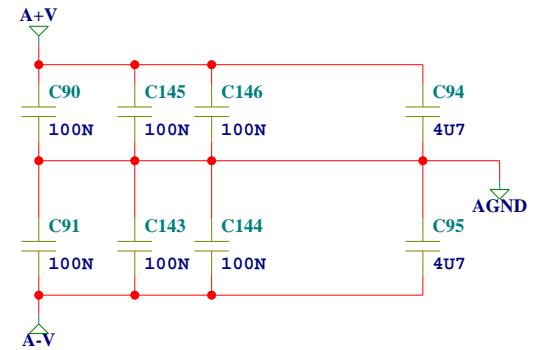 A+V
C90 C145 C146 C94
100N 100N 100N 4U7
AGND
C91 C143 C144 C95
100N 100N 100N 4U7
A-V